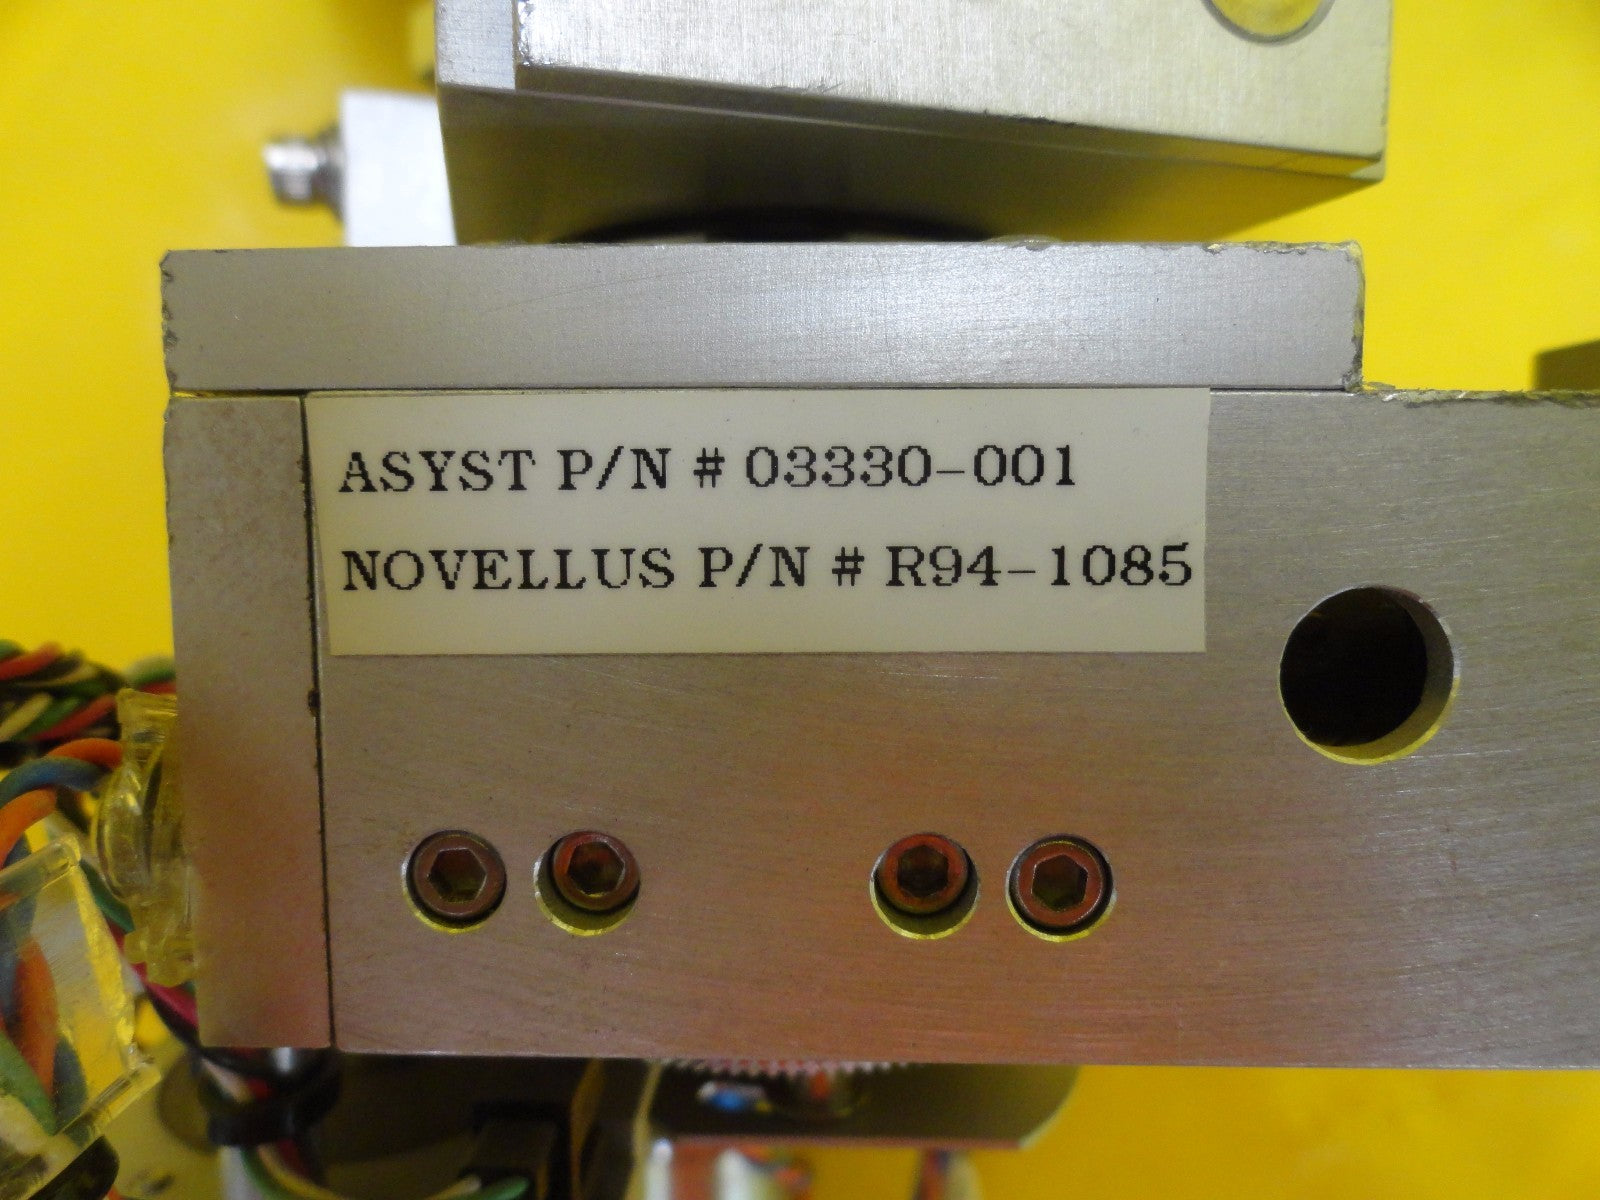 ASYST P/N # 03330-001
NOVELLUS P/N # R94-1085